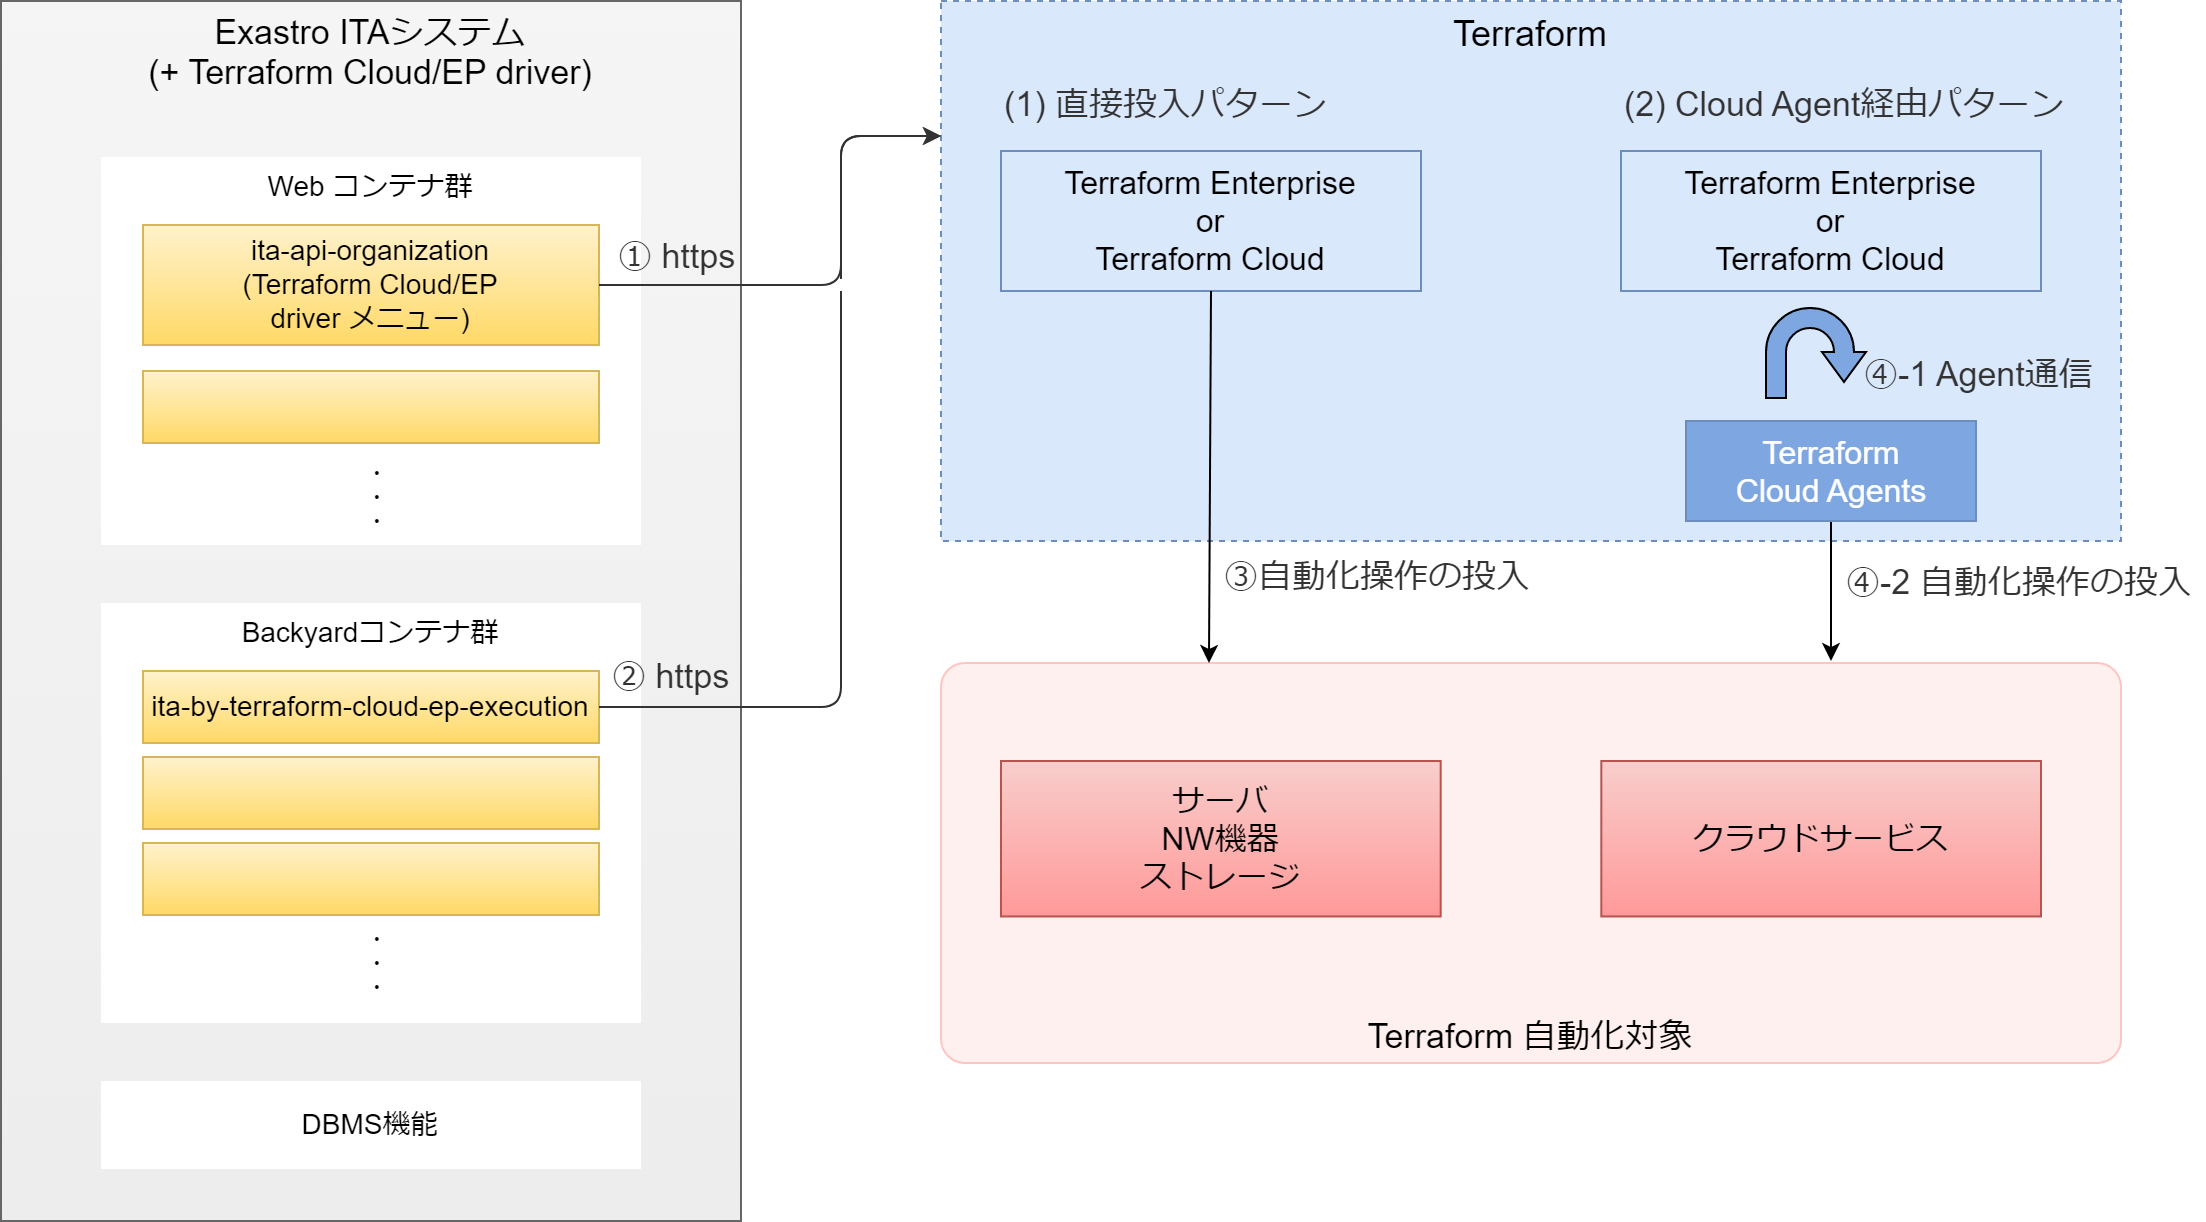 Exastro ITAシステム
(+ Terraform Cloud/EP driver)
Web コンテナ群
ita-api-organization
(Terraform Cloud/EP
driver メニュー)
・
・
・
Backyardコンテナ群
ita-by-terraform-cloud-ep-execution
・
・
・
DBMS機能
① https
② https
Terraform
(1) 直接投入パターン
Terraform Enterprise
or
Terraform Cloud
(2) Cloud Agent経由パターン
Terraform Enterprise
or
Terraform Cloud
④-1 Agent通信
Terraform
Cloud Agents
③自動化操作の投入
④-2 自動化操作の投入
サーバ
NW機器
ストレージ
クラウドサービス
Terraform 自動化対象